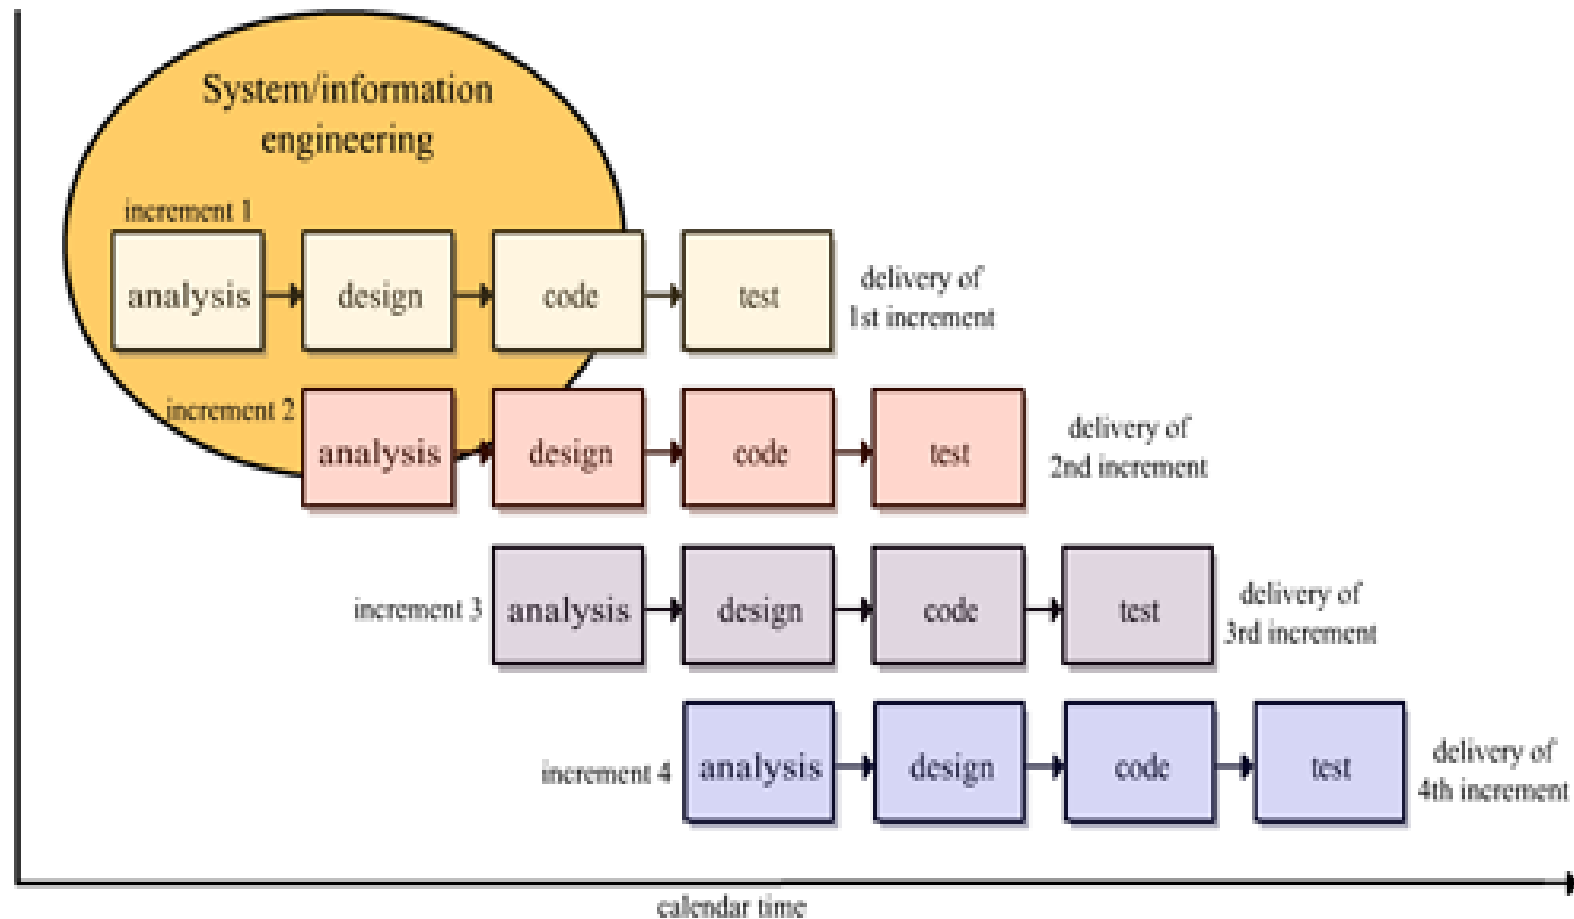 System/information
engineering
increment 1
analysis
design
code
test
delivery of
1st increment
increment 2
analysis
design
code
test
delivery of
2nd increment
increment 3
analysis
design
code
test
delivery of
3rd increment
increment 4
analysis
design
code
test
delivery of
4th increment
calendar time